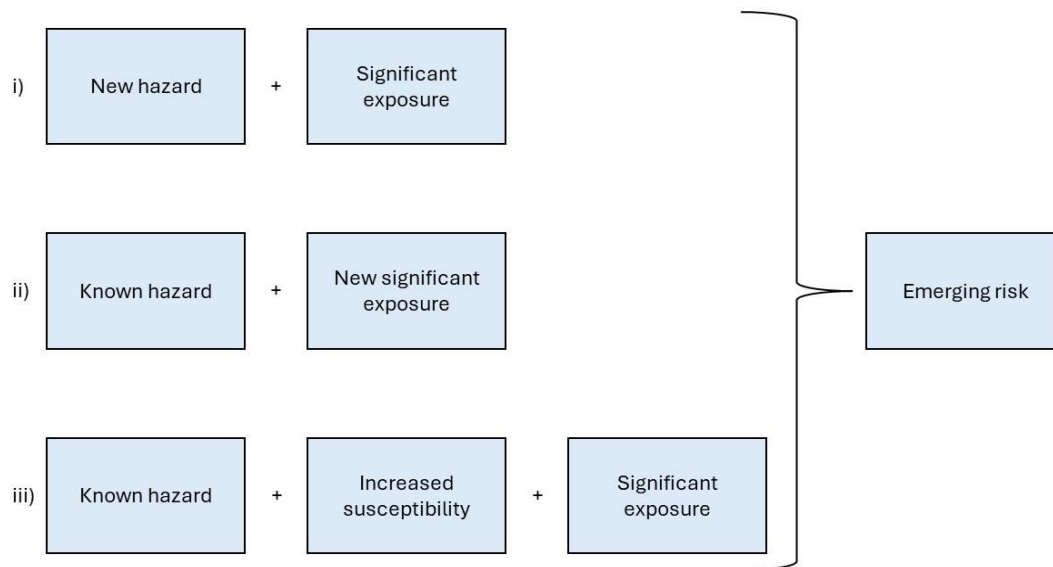 i)
New hazard
+
Significant
exposure
ii)
Known hazard
+
New significant
exposure
Emerging risk
iii)
Known hazard
+
Increased
susceptibility
+
Significant
exposure